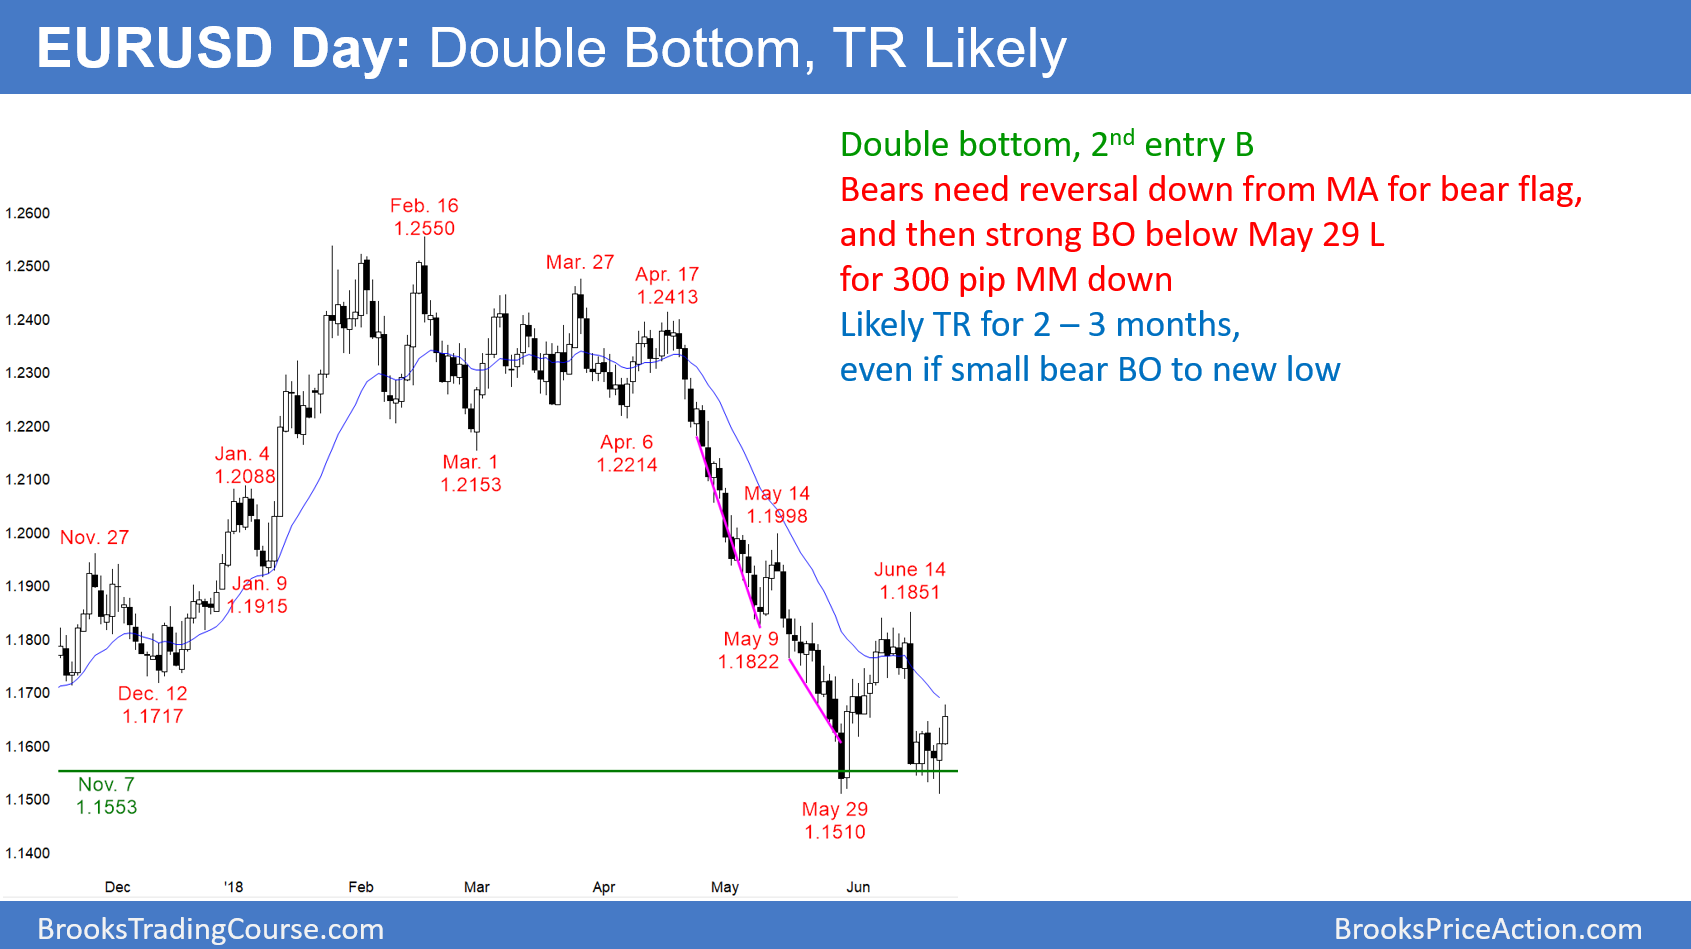 EURUSD Day: Double Bottom, TR Likely
Double bottom, 2nd entry B
Bears need reversal down from MA for bear flag,
and then strong BO below May 29 L
for 300 pip MM down
Likely TR for 2 – 3 months,
even if small bear BO to new low
1.2600
1.2500
1.2400
1.2300
1.2200
1.2100
1.2000
1.1900
1.1800
1.1700
1.1600
1.1500
1.1400
Nov. 27
Dec. 12
1.1717
Nov. 7
1.1553
Jan. 4
1.2088
Jan. 9
1.1915
Feb. 16
1.2550
Mar. 1
1.2153
Mar. 27
Apr. 6
1.2214
Apr. 17
1.2413
May 14
1.1998
May 9
1.1822
May 29
1.1510
June 14
1.1851
Dec
'18
Feb
Mar
Apr
May
Jun
BrooksTradingCourse.com
BrooksPriceAction.com